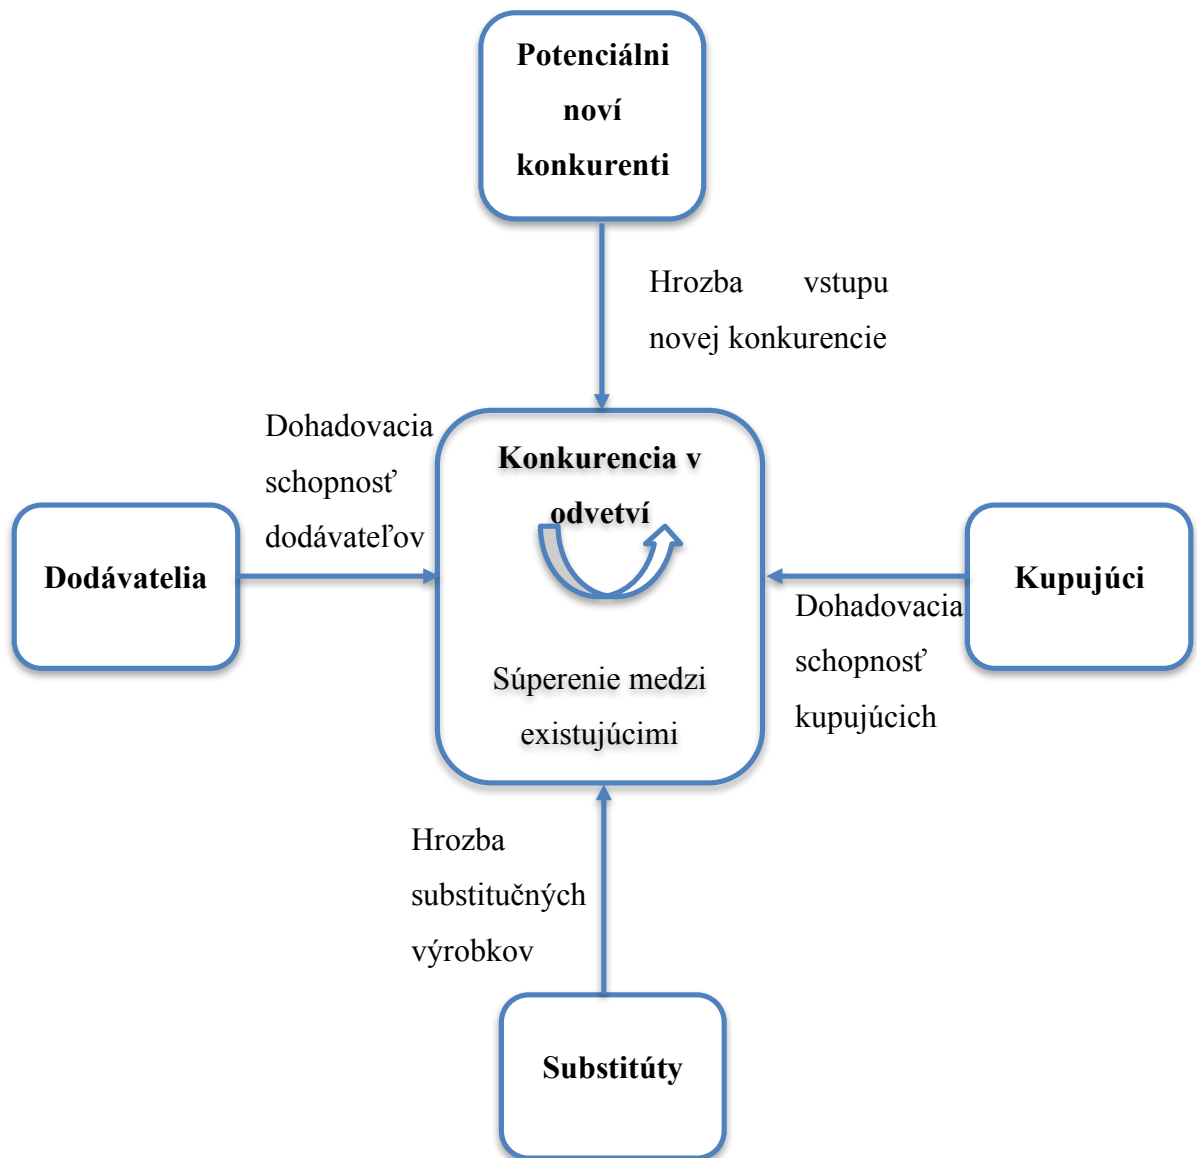 Potenciálni
noví
konkurenti
Hrozba vstupu
novej konkurencie
Dohadovacia
schopnosť
dodávateľov
Dodávatelia
Konkurencia v
odvetví
Súperenie medzi
existujúcimi
Kupujúci
Dohadovacia
schopnosť
kupujúcich
Hrozba
substitučných
výrobkov
Substitúty